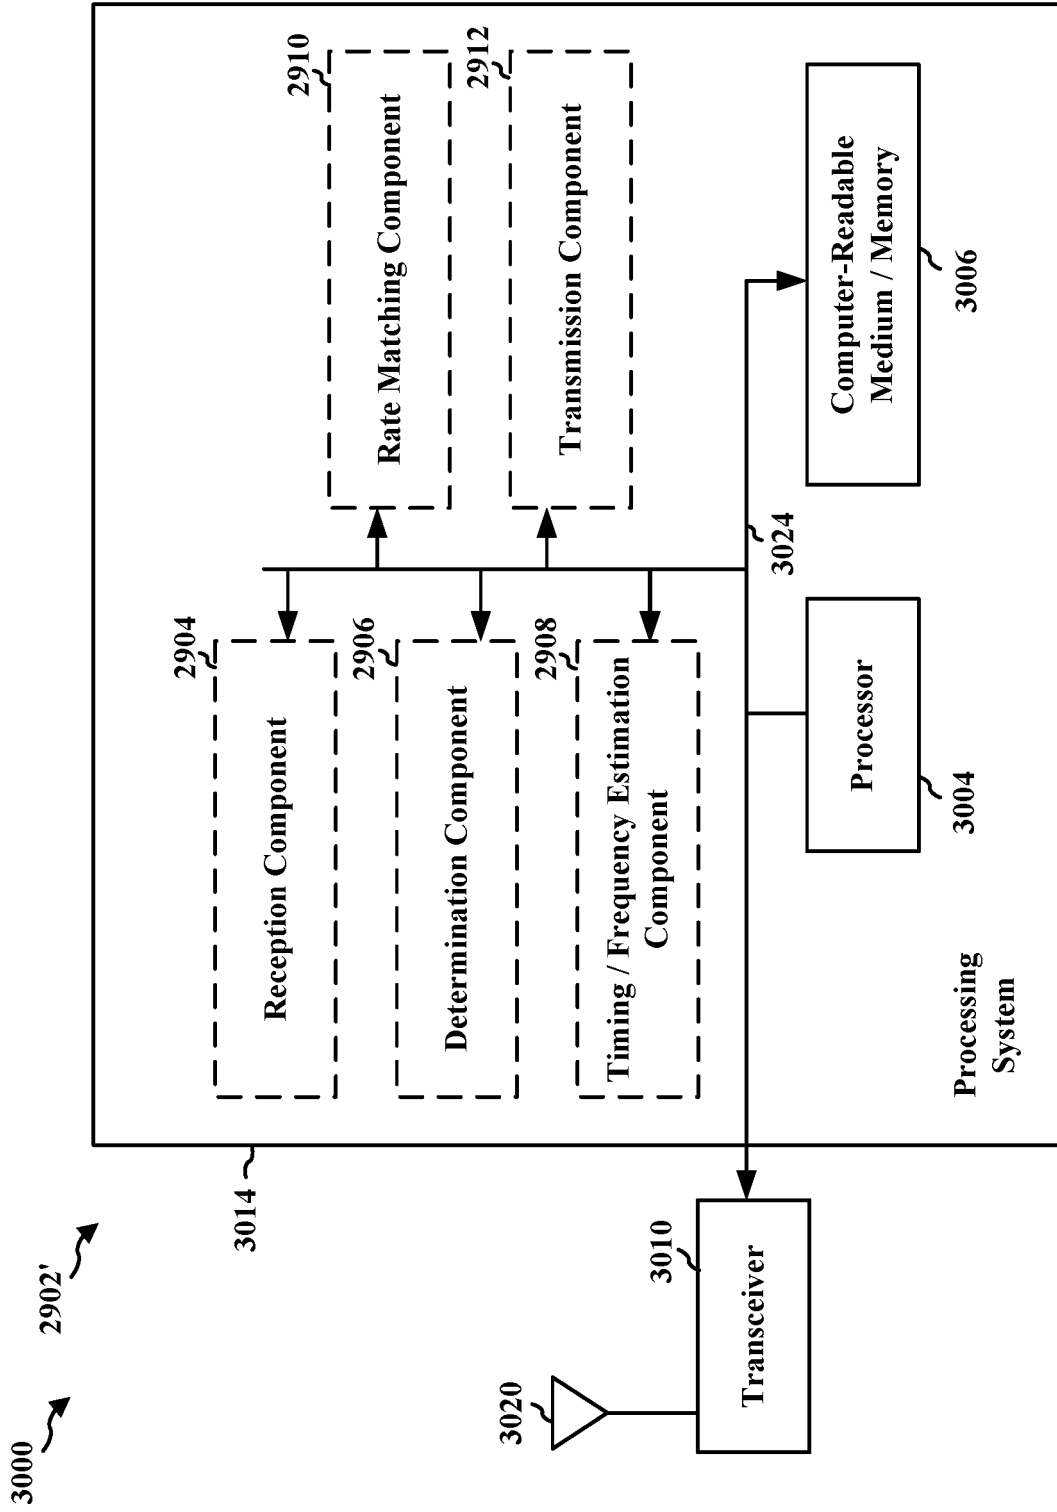 3000
2902'
3014
2904
Reception Component
2910
Rate Matching Component
2906
Determination Component
2912
Transmission Component
2908
Timing / Frequency Estimation
Component
3020
3010
Transceiver
3024
Processor
3004
Computer-Readable
Medium / Memory
3006
Processing
System